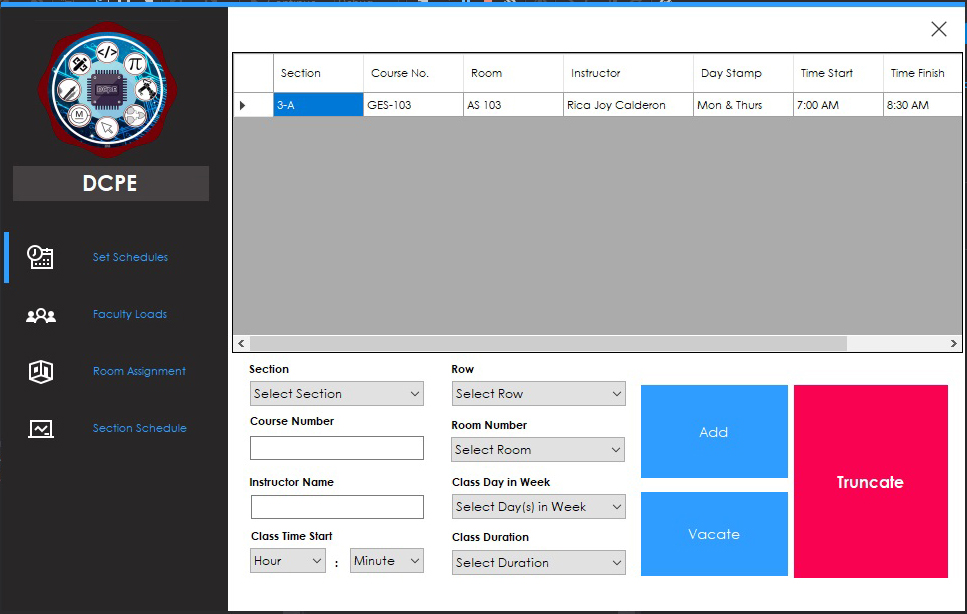 </>
π
DCPE
M
DCPE
Set Schedules
Faculty Loads
Room Assignment
Section Schedule
Section Course No. Room Instructor Day Stamp Time Start Time Finish
3-A GES-103 AS 103 Rica Joy Calderon Mon & Thurs 7:00 AM 8:30 AM
Section Row
Select Section Select Row
Course Number Room Number
Select Room
Instructor Name Class Day in Week
Select Day(s) in Week
Class Time Start Class Duration
Hour : Minute Select Duration
Add
Vacate
Truncate